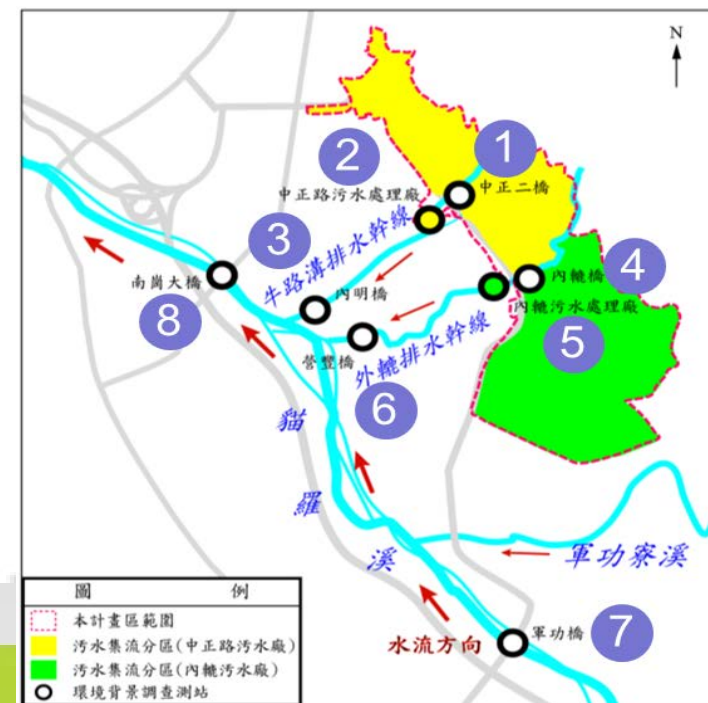 N
1
中正二橋
2
中正路污水處理廠
3
牛路溝排水幹線
4
內轆橋
南崗大橋
內明橋
內轆污水處理廠
8
5
營豐橋
外轆排水幹線
6
貓羅溪
軍功寮溪
水流方向
軍功橋
7
圖 例
本計畫區範圍
污水集流分區(中正路污水廠)
污水集流分區(內轆污水廠)
環境背景調查測站